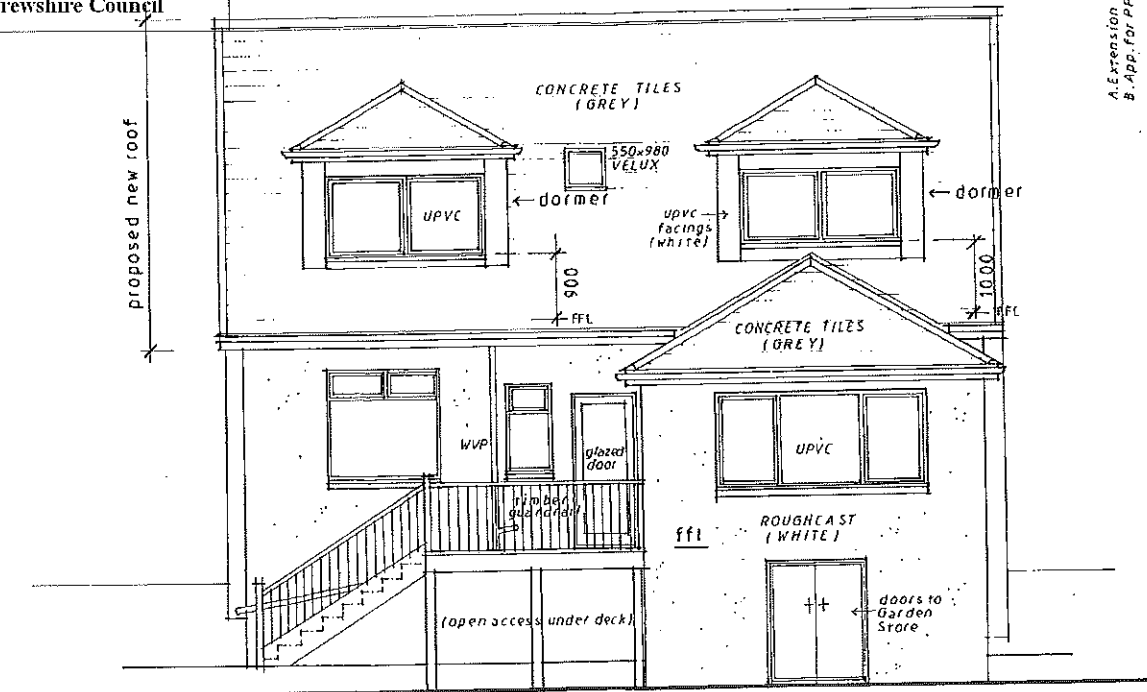 rewshire Council
A. Extension
B. App. for PP
CONCRETE TILES
(GREY)
550x980
VELUX
proposed new roof
UPVC
dormer
upvc
facings
(white)
dormer
900
FFL
1000
FFL
CONCRETE TILES
(GREY)
WVP
glazed
door
UPVC
timber
guardrail
ffl
ROUGHCAST
(WHITE)
(open access under deck)
doors to
Garden
Store